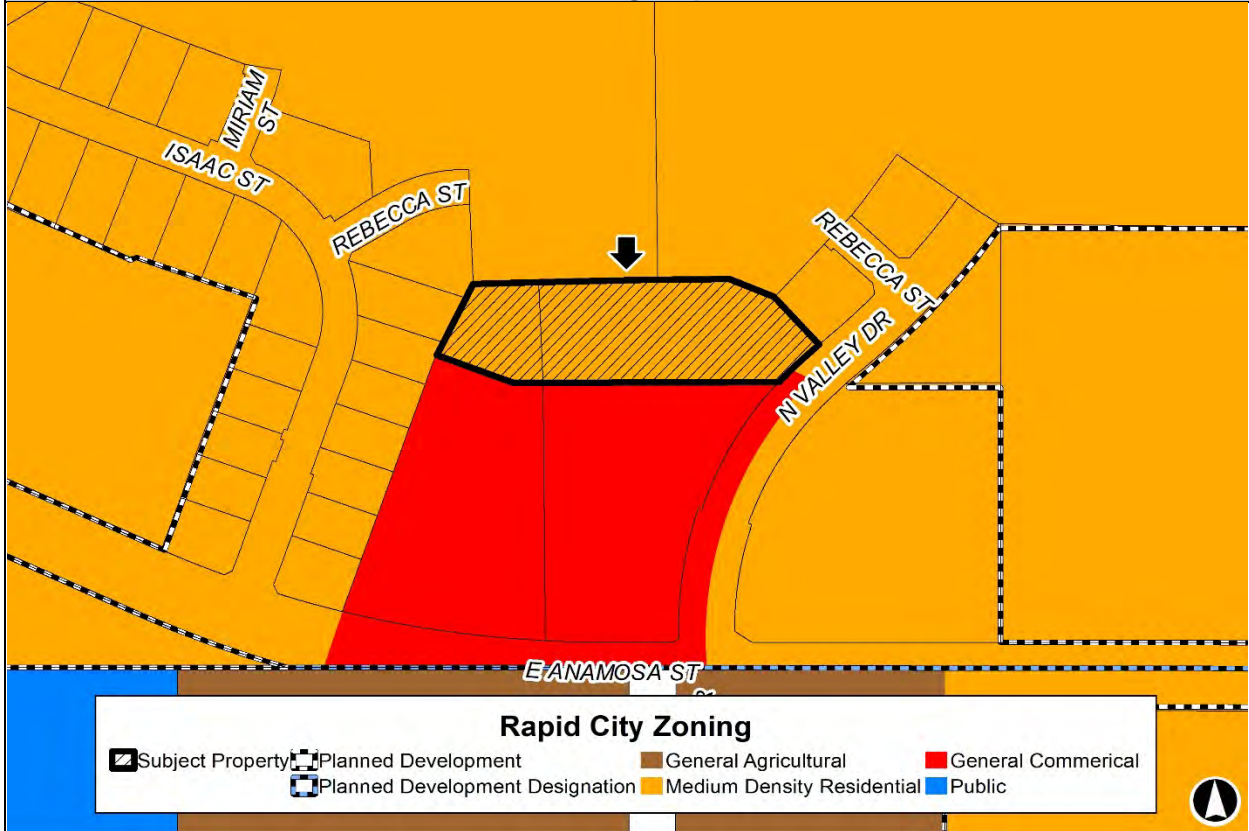 MIRIAM
ST
ISAAC ST
REBECCA ST
REBECCA ST
N VALLEY DR
E ANAMOSA ST
Rapid City Zoning
Subject Property
Planned Development
General Agricultural
General Commerical
Planned Development Designation
Medium Density Residential
Public